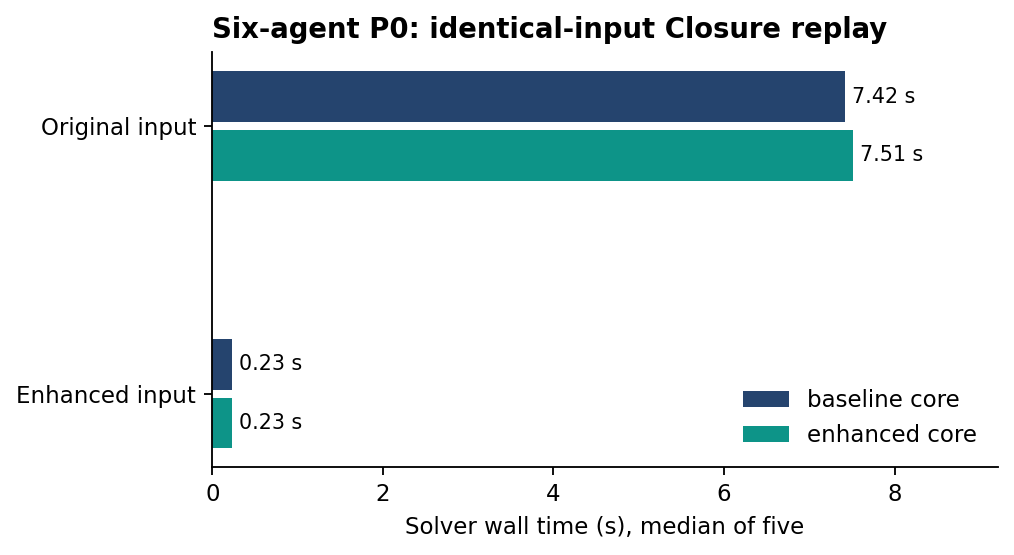 Six-agent P0: identical-input Closure replay
Original input
7.42 s
7.51 s
Enhanced input
0.23 s
0.23 s
baseline core
enhanced core
0 2 4 6 8
Solver wall time (s), median of five